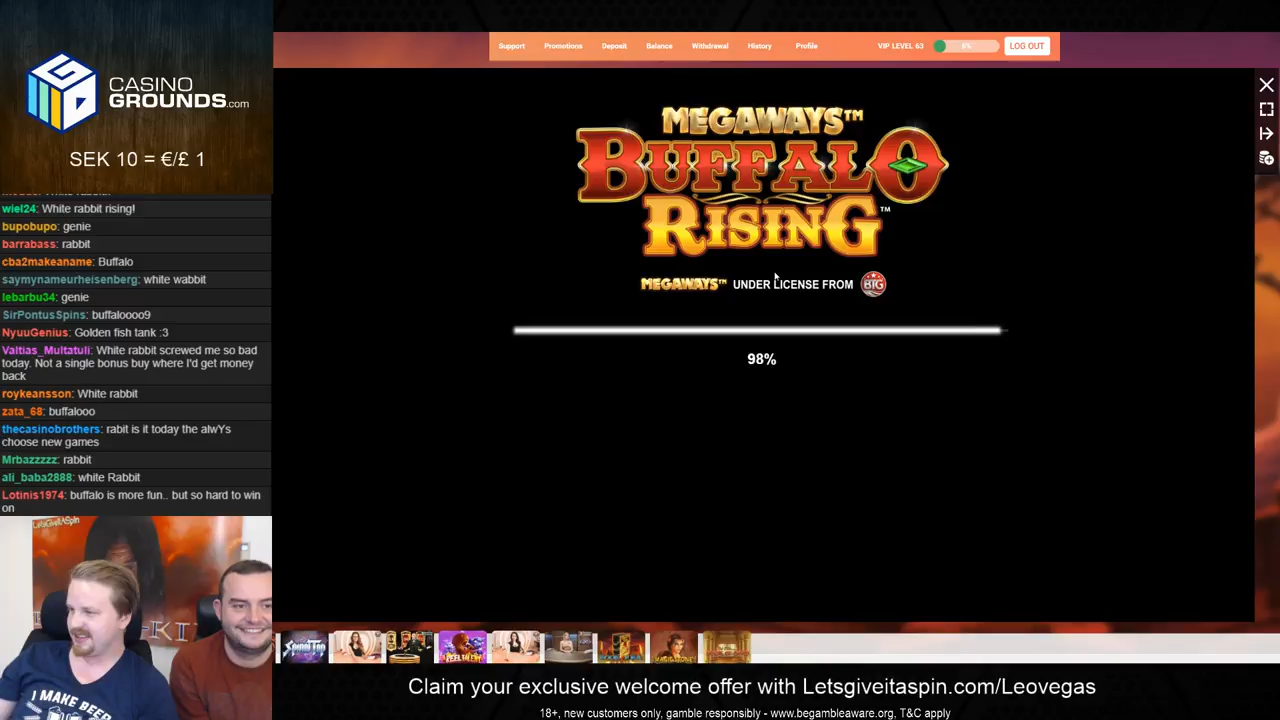 CASINO
GROUNDS.com
SEK 10 = €/£ 1
wiel24: White rabbit rising!
bupobupo: genie
barrabass: rabbit
cba2makeaname: Buffalo
saymynameurheisenberg: white wabbit
lebarbu34: genie
SirPontusSpins: buffaloooo9
NyuuGenius: Golden fish tank :3
Valtias_Multatuli: White rabbit screwed me so bad
today. Not a single bonus buy where I'd get money
back
roykeansson: White rabbit
zata_68: buffalooo
thecasinobrothers: rabit is it today the alwYs
choose new games
Mrbazzzzz: rabbit
ali_baba2888: white Rabbit
Lotinis1974: buffalo is more fun.. but so hard to win
on
LetsGiveItASpin
I MAKE BEER
Support Promotions Deposit Balance Withdrawal History Profile VIP LEVEL 63 6% LOG OUT
MEGAWAYS™
BUFFALO
RISING™
MEGAWAYS™ UNDER LICENSE FROM BTG
98%
Claim your exclusive welcome offer with Letsgiveitaspin.com/Leovegas
18+, new customers only, gamble responsibly - www.begambleaware.org, T&C apply